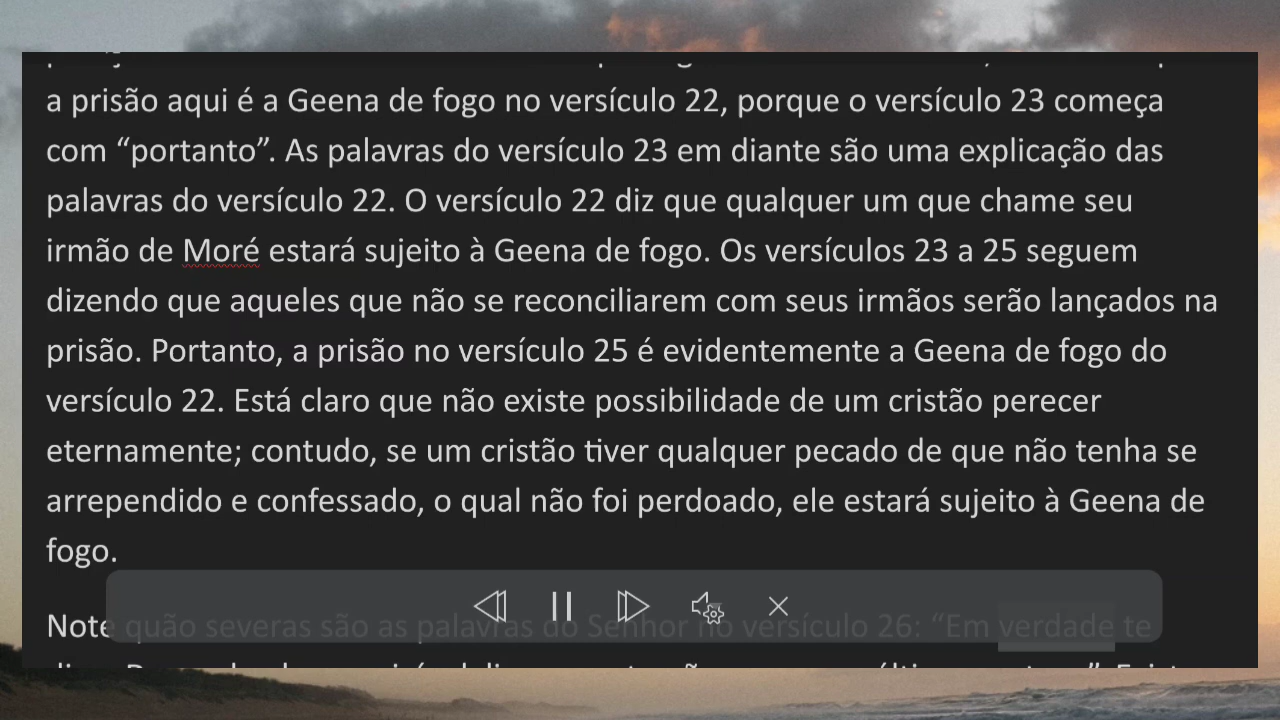 a prisão aqui é a Geena de fogo no versículo 22, porque o versículo 23 começa
com “portanto”. As palavras do versículo 23 em diante são uma explicação das
palavras do versículo 22. O versículo 22 diz que qualquer um que chame seu
irmão de Moré estará sujeito à Geena de fogo. Os versículos 23 a 25 seguem
dizendo que aqueles que não se reconciliarem com seus irmãos serão lançados na
prisão. Portanto, a prisão no versículo 25 é evidentemente a Geena de fogo do
versículo 22. Está claro que não existe possibilidade de um cristão perecer
eternamente; contudo, se um cristão tiver qualquer pecado de que não tenha se
arrependido e confessado, o qual não foi perdoado, ele estará sujeito à Geena de
fogo.
Note quão severas são as palavras do Senhor no versículo 26: “Em verdade te